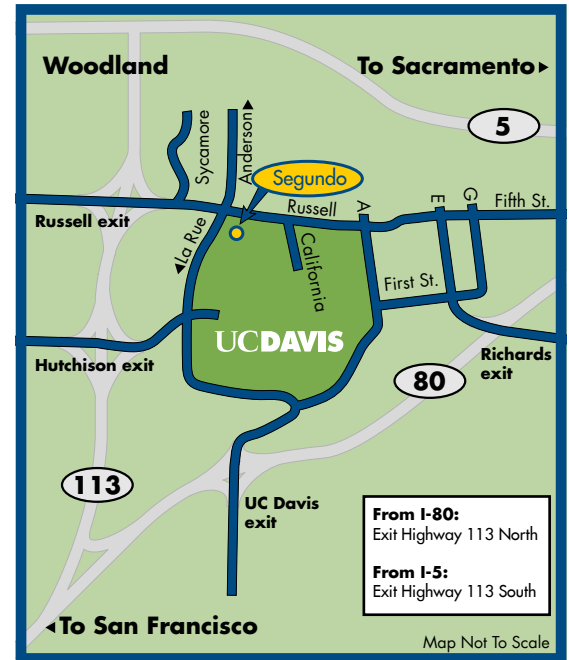 Woodland
To Sacramento▸
5
Sycamore
Anderson▸
Segundo
Russell exit
Russell
A
E
G
Fifth St.
◂La Rue
California
First St.
UCDAVIS
Hutchison exit
Richards
exit
80
113
UC Davis
exit
From I-80:
Exit Highway 113 North
From I-5:
Exit Highway 113 South
◂To San Francisco
Map Not To Scale